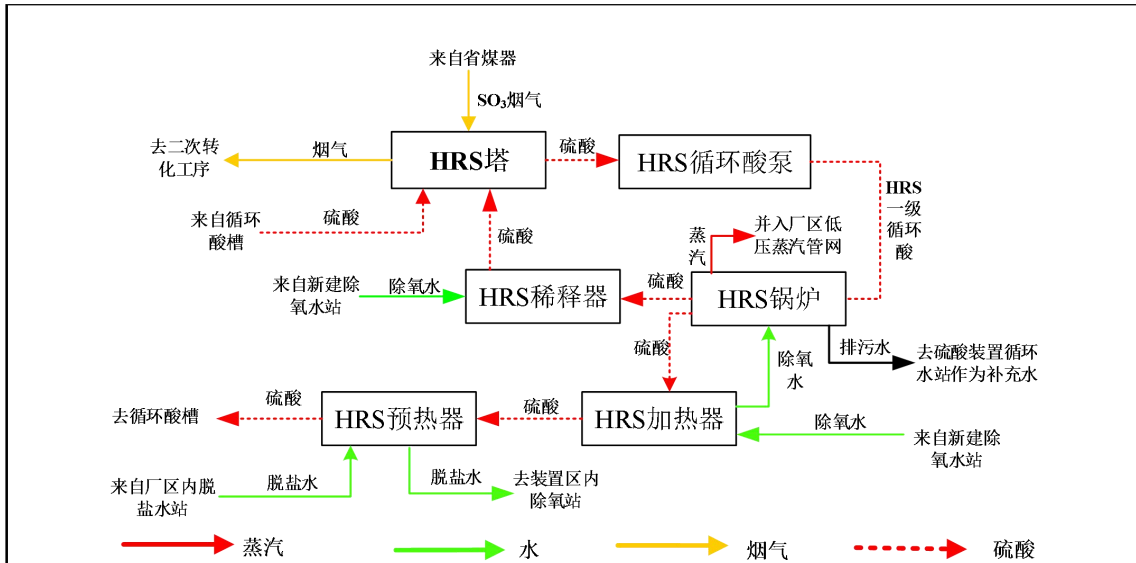 来自省煤器
SO₃烟气
去二次转
化工序
烟气
HRS塔
硫酸
HRS循环酸泵
HRS
一级
循环
酸
来自循环
酸槽
硫酸
硫酸
蒸
汽
并入厂区低
压蒸汽管网
来自新建除
氧水站
除氧水
HRS稀释器
硫酸
HRS锅炉
硫酸
除氧
水
排污水
去硫酸装置循环
水站作为补充水
去循环酸槽
硫酸
HRS预热器
硫酸
HRS加热器
除氧水
来自新建除
氧水站
来自厂区内脱
盐水站
脱盐水
脱盐水
去装置区内
除氧站
蒸汽
水
烟气
硫酸